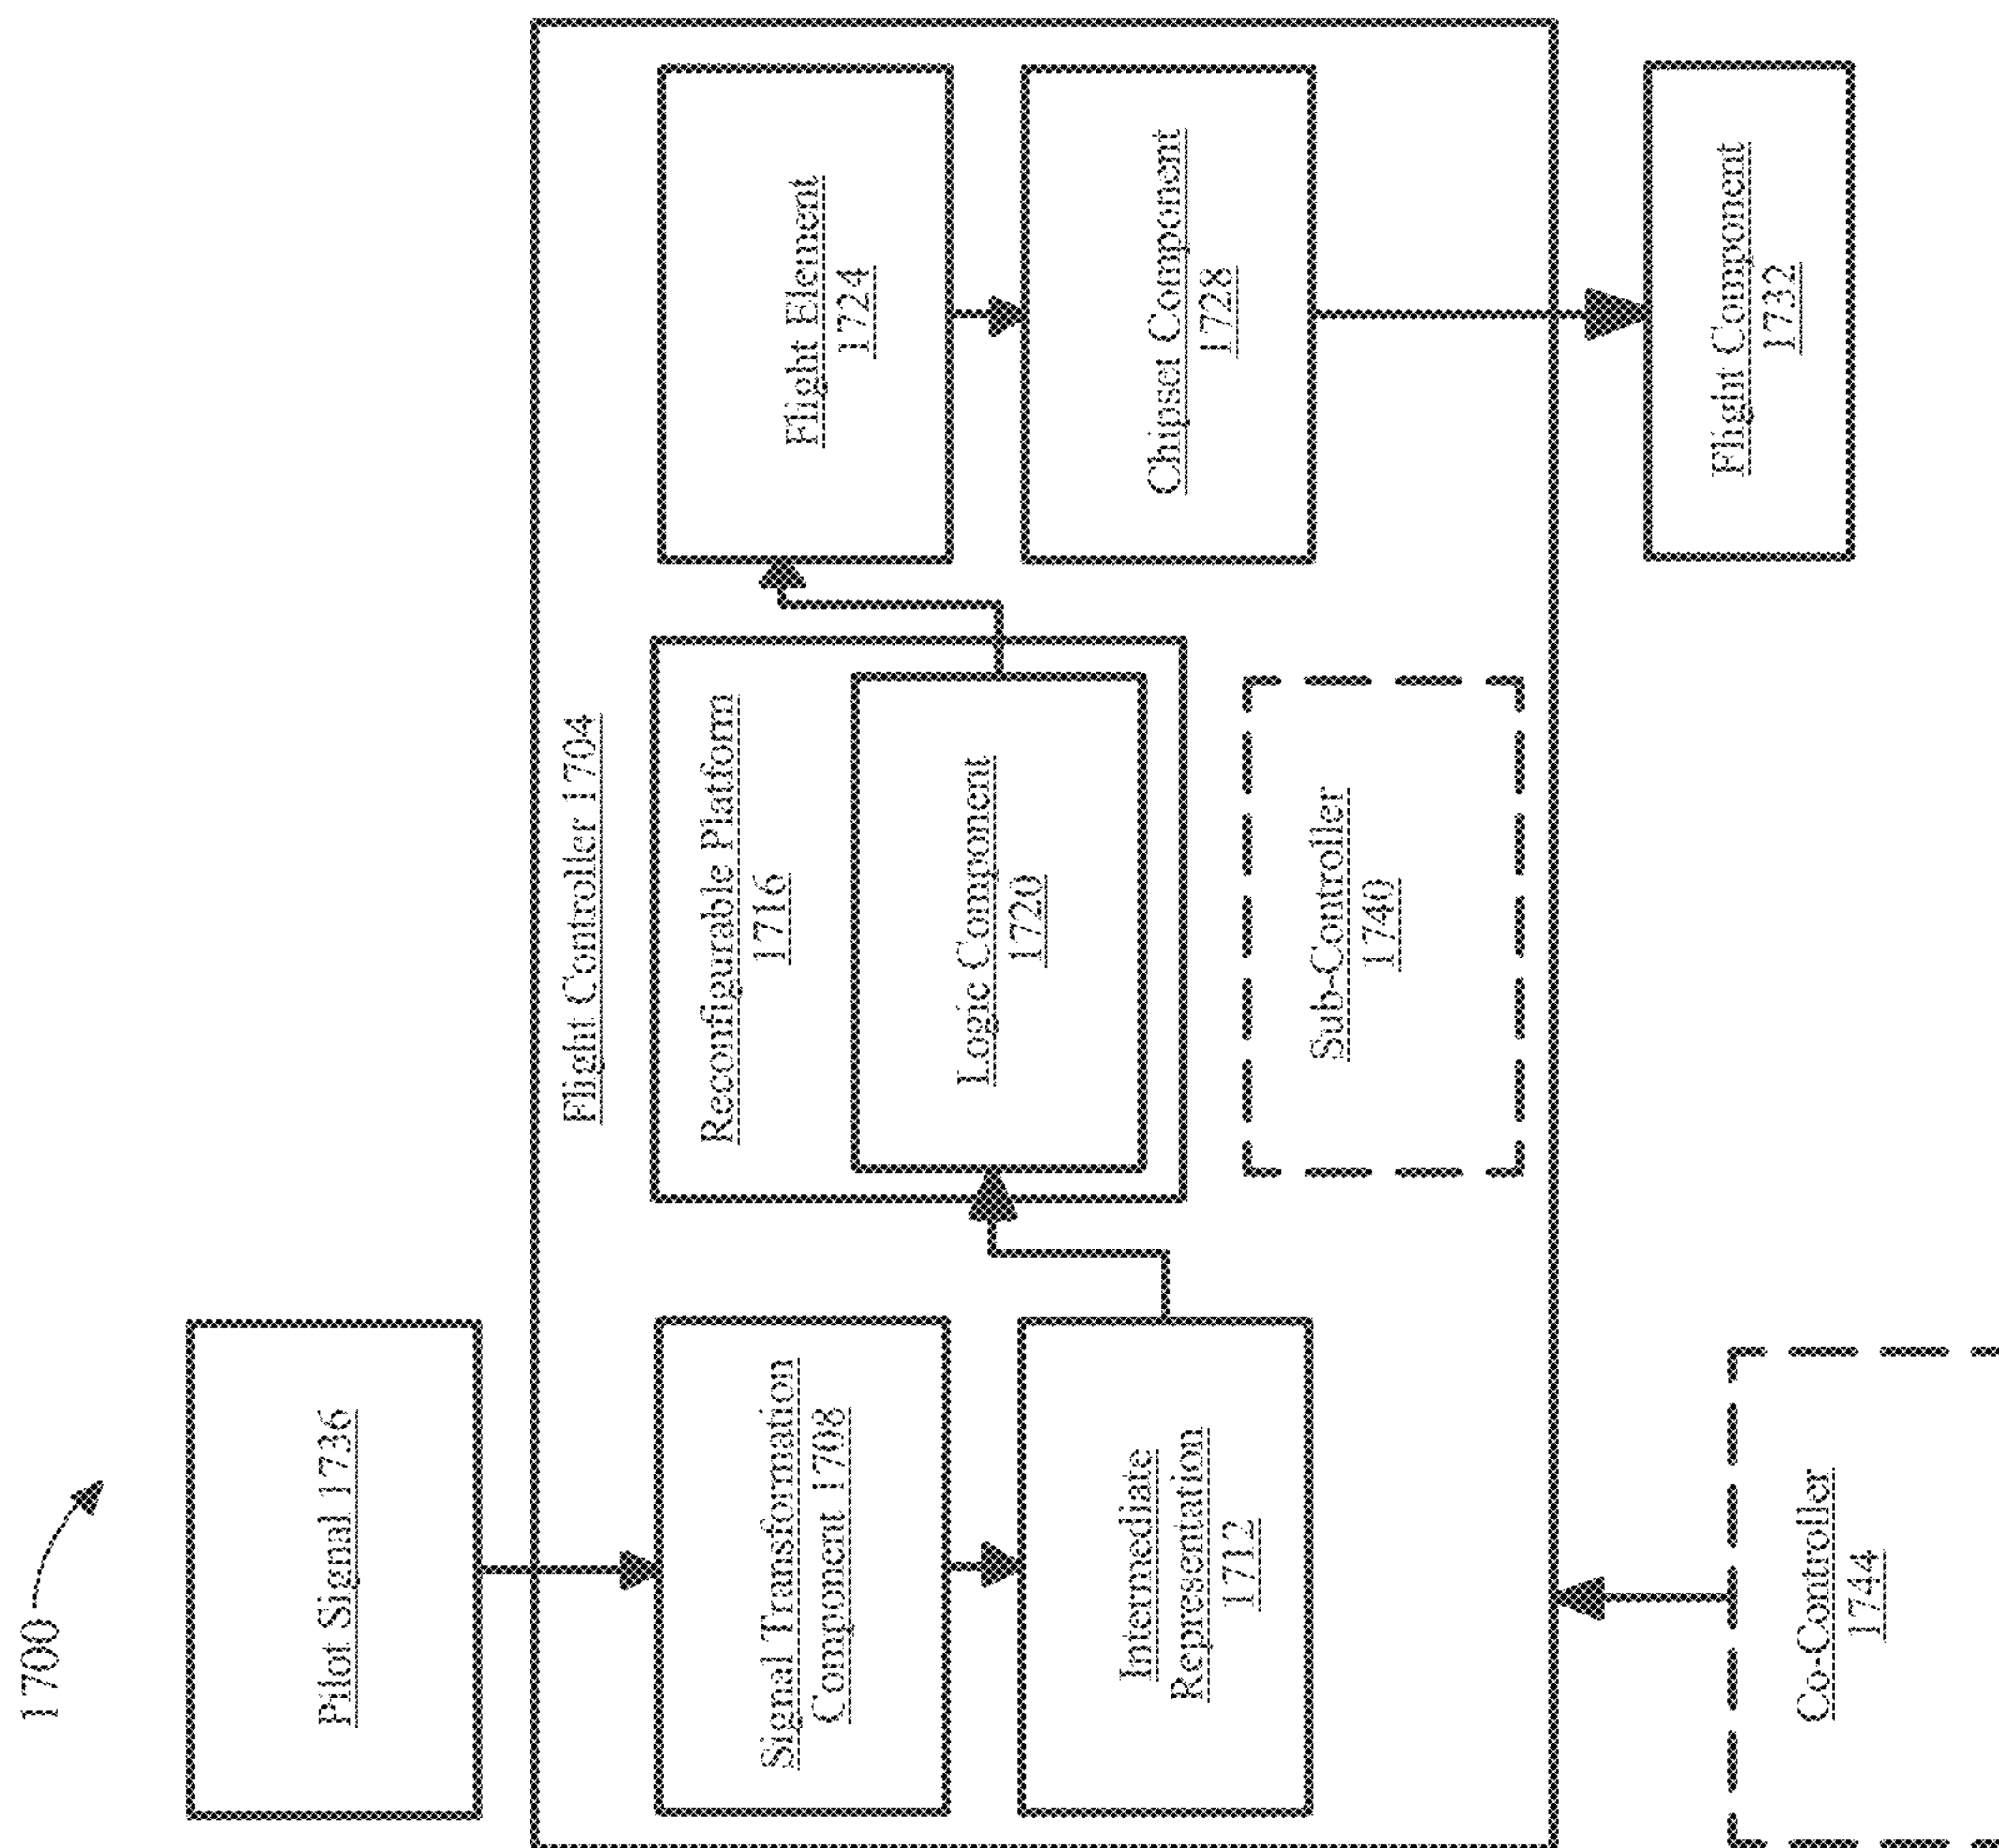 1700
Pilot Signal 1736
Flight Controller 1704
Signal Transformation
Component 1708
Intermediate
Representation
1712
Reconfigurable Platform
1716
Logic Component
1720
Sub-Controller
1740
Flight Element
1724
Chipset Component
1728
Co-Controller
1744
Flight Component
1732